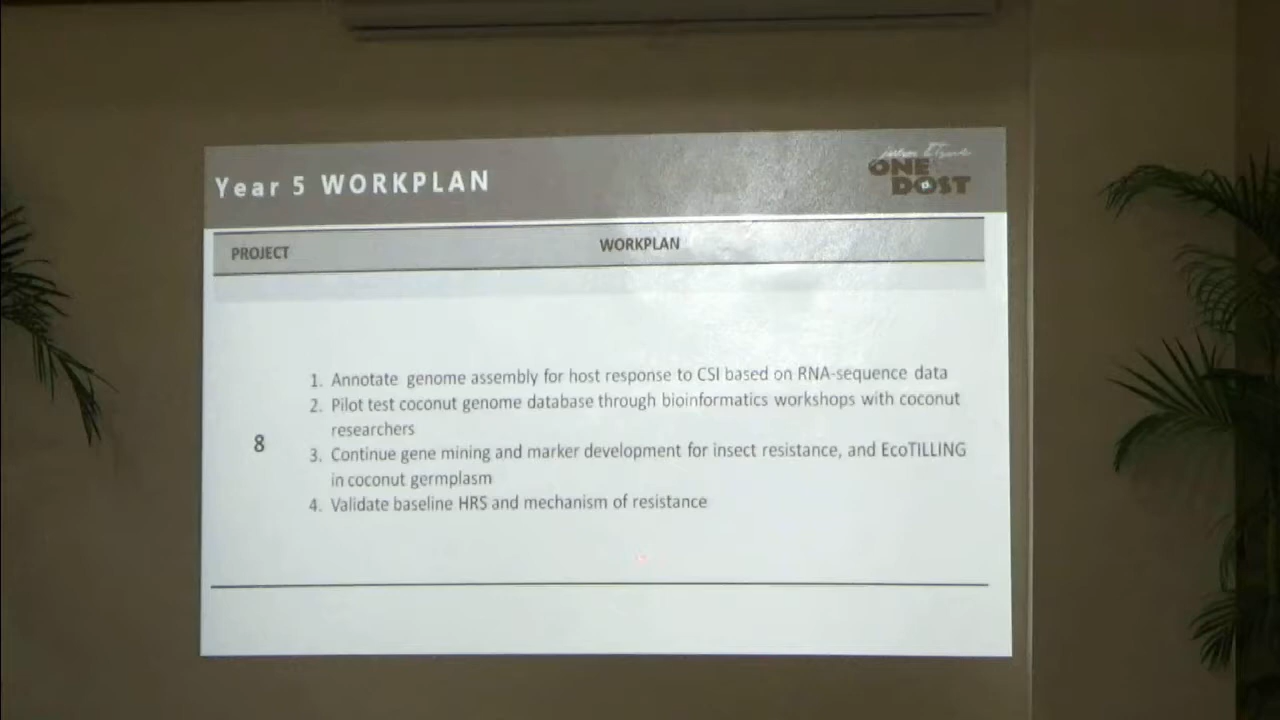 Year 5 WORKPLAN
ONE
DOST
PROJECT
WORKPLAN
8
1. Annotate genome assembly for host response to CSI based on RNA-sequence data
2. Pilot test coconut genome database through bioinformatics workshops with coconut
researchers
3. Continue gene mining and marker development for insect resistance, and EcoTILLING
in coconut germplasm
4. Validate baseline HRS and mechanism of resistance